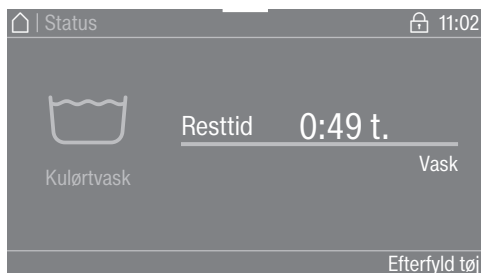 | Status 11:02
Resttid 0:49 t.
Kulørtvask
Vask
Efterfyld tøj